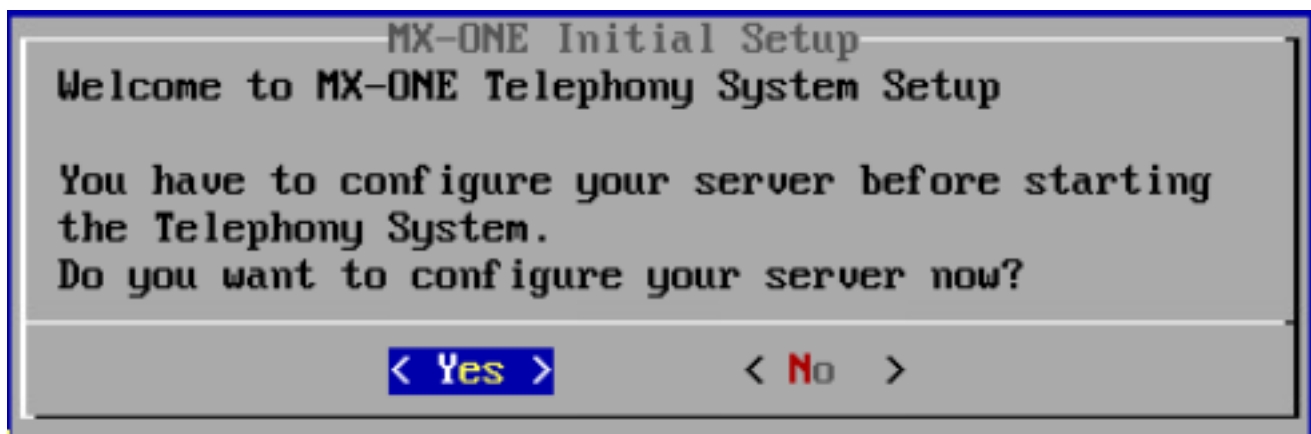 MX-ONE Initial Setup
Welcome to MX-ONE Telephony System Setup
You have to configure your server before starting
the Telephony System.
Do you want to configure your server now?
< Yes > < No >